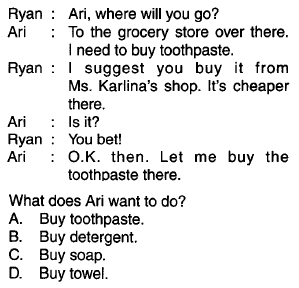 Ryan : Ari, where will you go?
Ari : To the grocery store over there.
I need to buy toothpaste.
Ryan : I suggest you buy it from
Ms. Karlina's shop. It's cheaper
there.
Ari : Is it?
Ryan : You bet!
Ari : O.K. then. Let me buy the
toothpaste there.
What does Ari want to do?
A. Buy toothpaste.
B. Buy detergent.
C. Buy soap.
D. Buy towel.